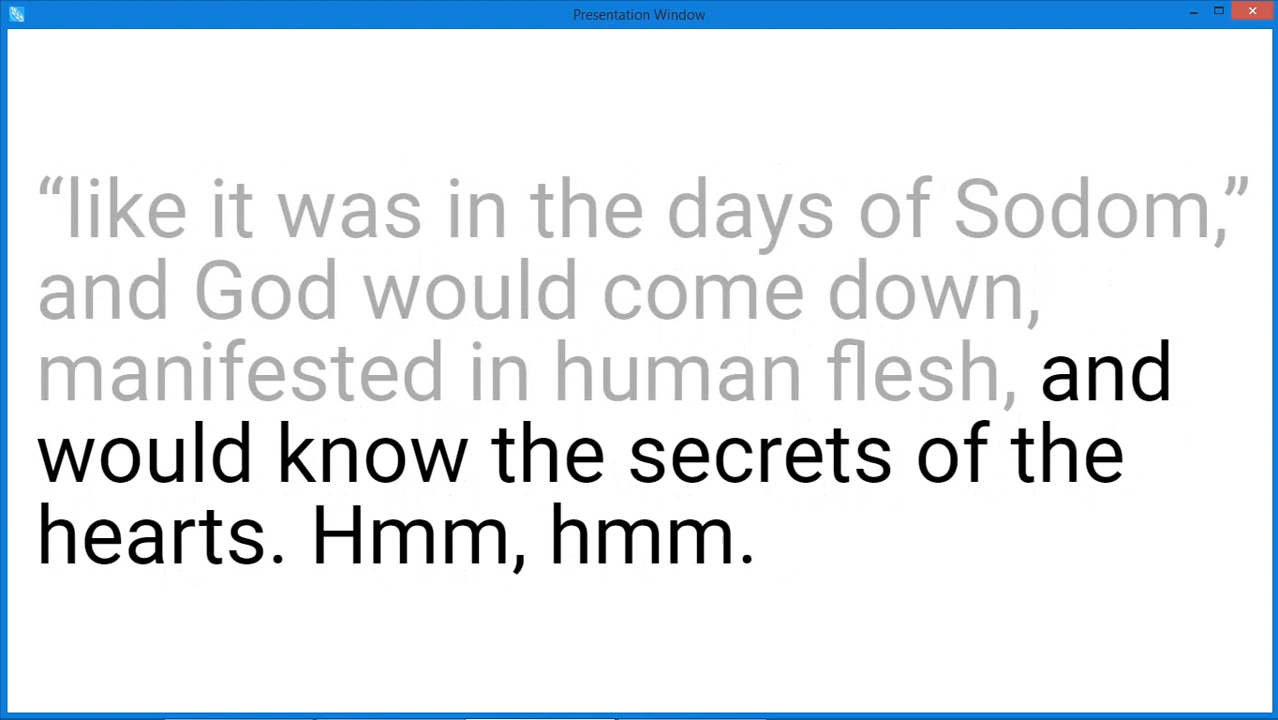 Presentation Window
“like it was in the days of Sodom,”
and God would come down,
manifested in human flesh, and
would know the secrets of the
hearts. Hmm, hmm.